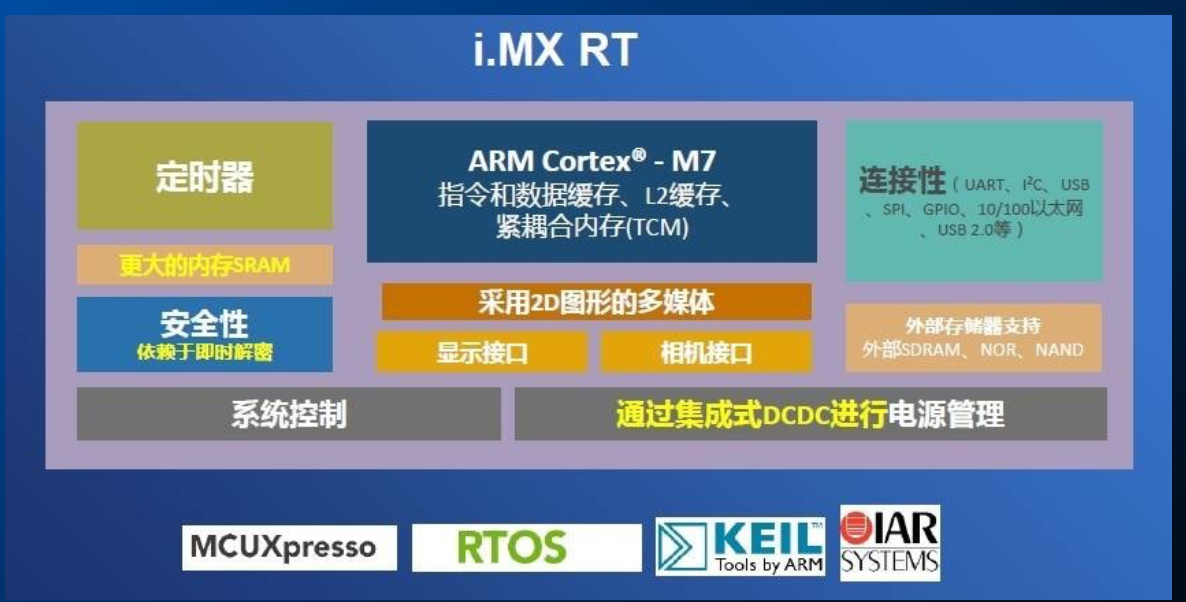 i.MX RT
定时器
更大的内存SRAM
安全性
依赖于即时解密
ARM Cortex® - M7
指令和数据缓存、L2缓存、
紧耦合内存(TCM)
采用2D图形的多媒体
显示接口
相机接口
连接性（UART、I²C、USB
、SPI、GPIO、10/100以太网
、USB 2.0等）
外部存储器支持
外部SDRAM、NOR、NAND
系统控制
通过集成式DCDC进行电源管理
MCUXpresso
RTOS
KEIL™
Tools by ARM
IAR
SYSTEMS